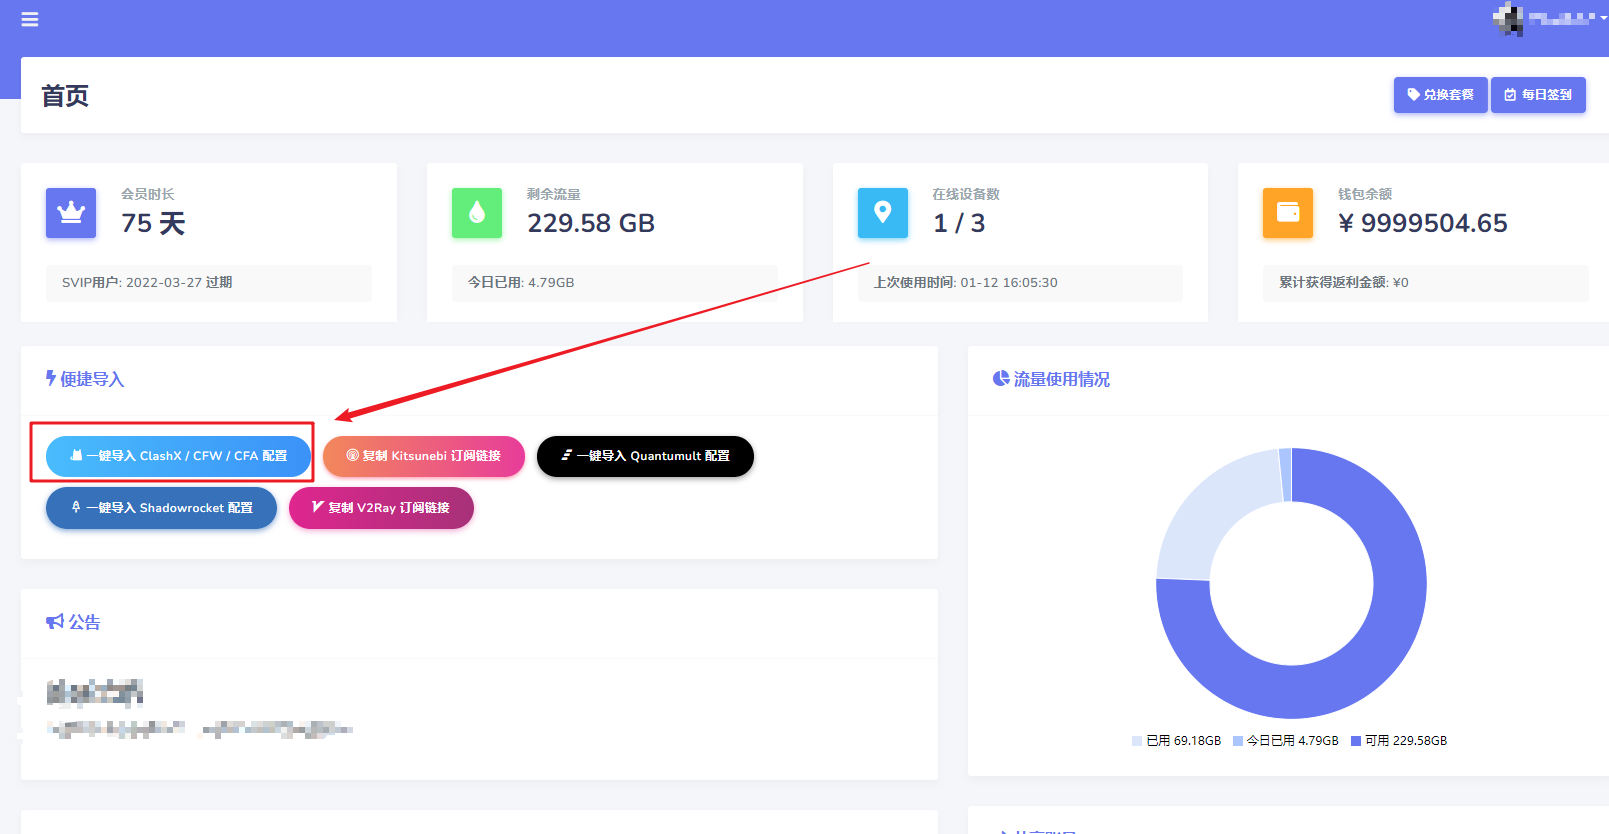 首页
兑换套餐
每日签到
会员时长
75 天
SVIP用户: 2022-03-27 过期
剩余流量
229.58 GB
今日已用: 4.79GB
在线设备数
1 / 3
上次使用时间: 01-12 16:05:30
钱包余额
¥ 9999504.65
累计获得返利金额: ¥0
便捷导入
一键导入 ClashX / CFW / CFA 配置
复制 Kitsunebi 订阅链接
一键导入 Quantumult 配置
一键导入 Shadowrocket 配置
复制 V2Ray 订阅链接
流量使用情况
已用 69.18GB
今日已用 4.79GB
可用 229.58GB
公告